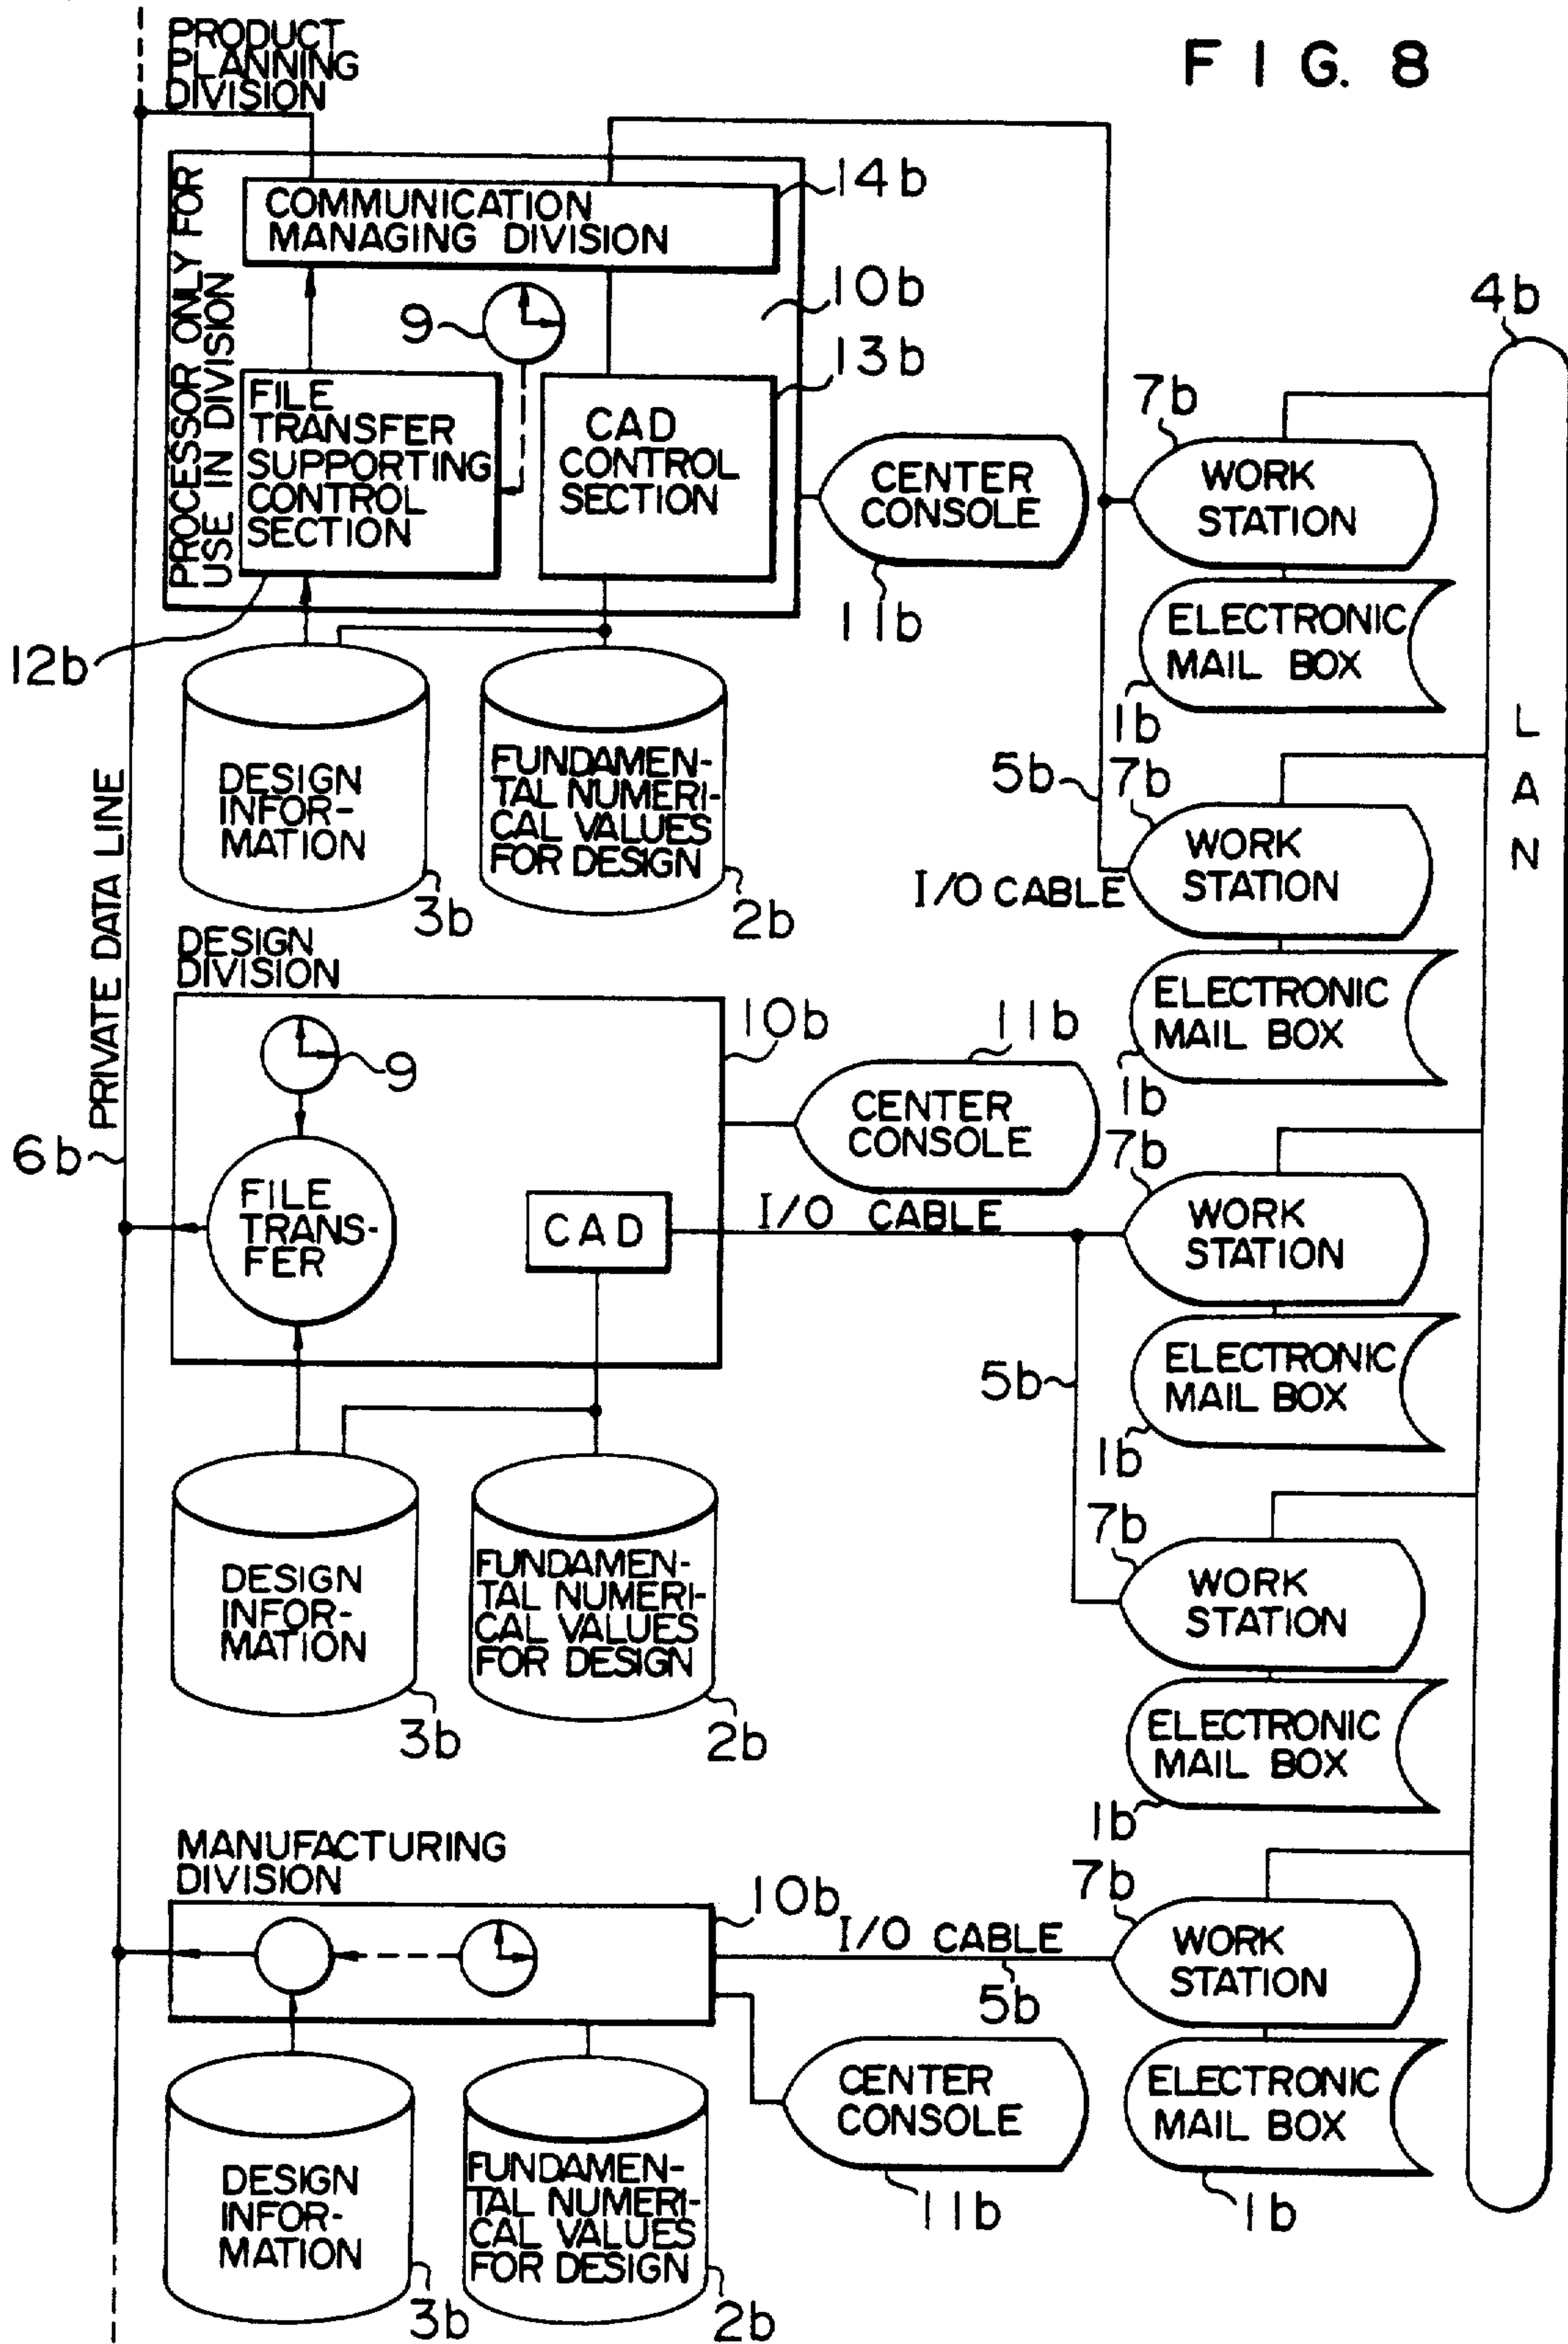 FIG. 8
PRODUCT
PLANNING
DIVISION
PROCESSOR ONLY FOR
USE IN DIVISION
COMMUNICATION
MANAGING DIVISION
14b
10b
9
13b
FILE
TRANSFER
SUPPORTING
CONTROL
SECTION
CAD
CONTROL
SECTION
CENTER
CONSOLE
11b
12b
4b
LAN
7b
WORK
STATION
ELECTRONIC
MAIL BOX
1b
DESIGN
INFOR-
MATION
3b
FUNDAMEN-
TAL NUMERI-
CAL VALUES
FOR DESIGN
2b
5b
7b
WORK
STATION
I/O CABLE
ELECTRONIC
MAIL BOX
1b
PRIVATE DATA LINE
6b
DESIGN
DIVISION
10b
9
11b
CENTER
CONSOLE
FILE
TRANS-
FER
CAD
I/O CABLE
7b
WORK
STATION
5b
ELECTRONIC
MAIL BOX
1b
DESIGN
INFOR-
MATION
3b
FUNDAMEN-
TAL NUMERI-
CAL VALUES
FOR DESIGN
2b
7b
WORK
STATION
ELECTRONIC
MAIL BOX
1b
MANUFACTURING
DIVISION
10b
I/O CABLE
5b
7b
WORK
STATION
CENTER
CONSOLE
11b
ELECTRONIC
MAIL BOX
1b
DESIGN
INFOR-
MATION
3b
FUNDAMEN-
TAL NUMERI-
CAL VALUES
FOR DESIGN
2b